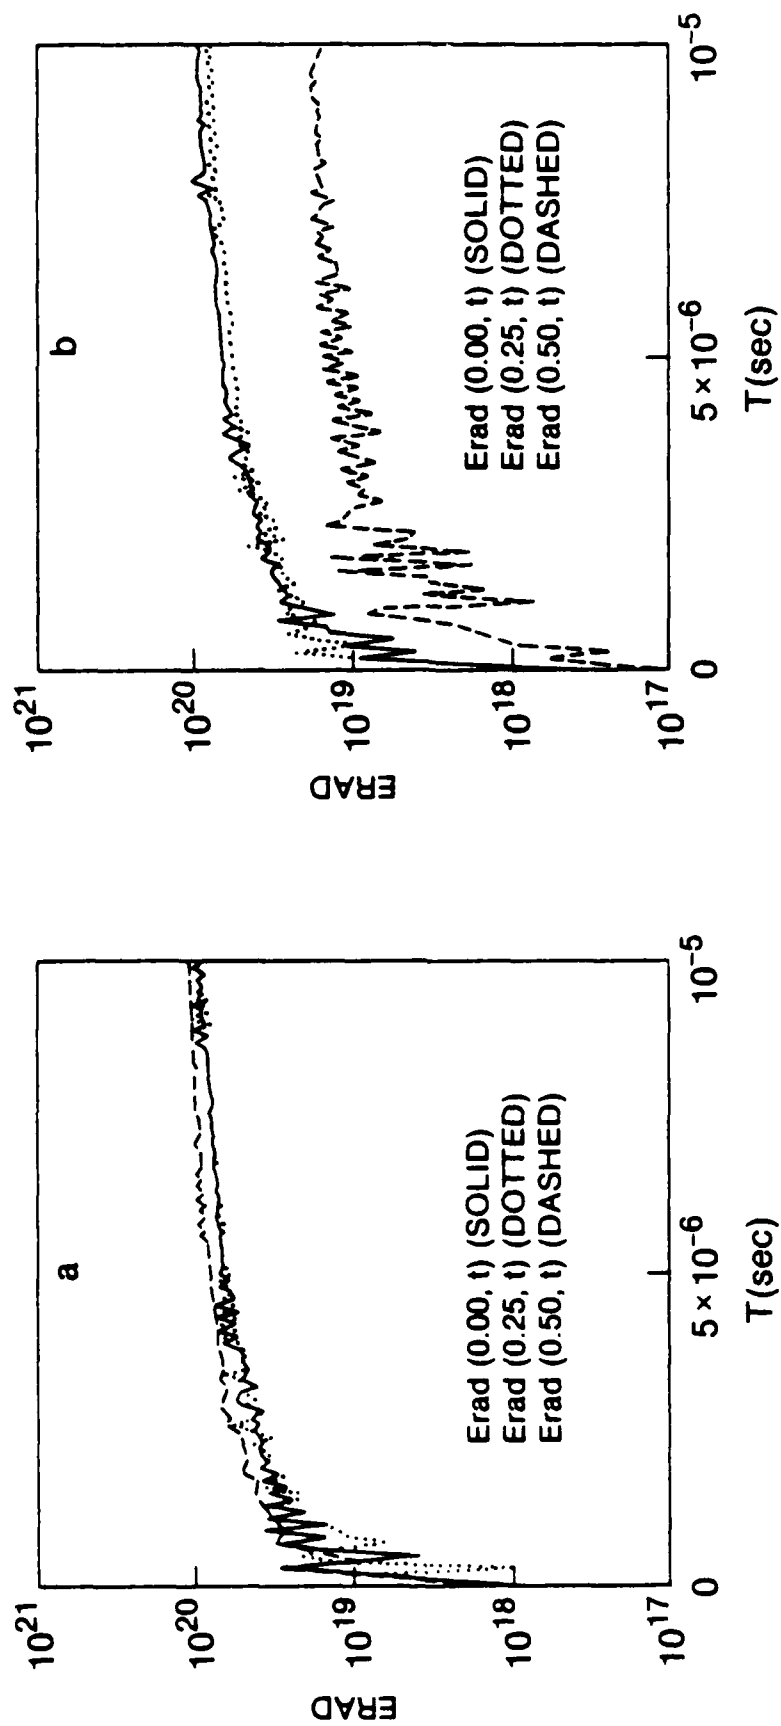 a
ERAD
10^21
10^20
10^19
10^18
10^17
0
5×10^-6
10^-5
T(sec)
Erad (0.00, t) (SOLID)
Erad (0.25, t) (DOTTED)
Erad (0.50, t) (DASHED)
b
ERAD
10^21
10^20
10^19
10^18
10^17
0
5×10^-6
10^-5
T(sec)
Erad (0.00, t) (SOLID)
Erad (0.25, t) (DOTTED)
Erad (0.50, t) (DASHED)